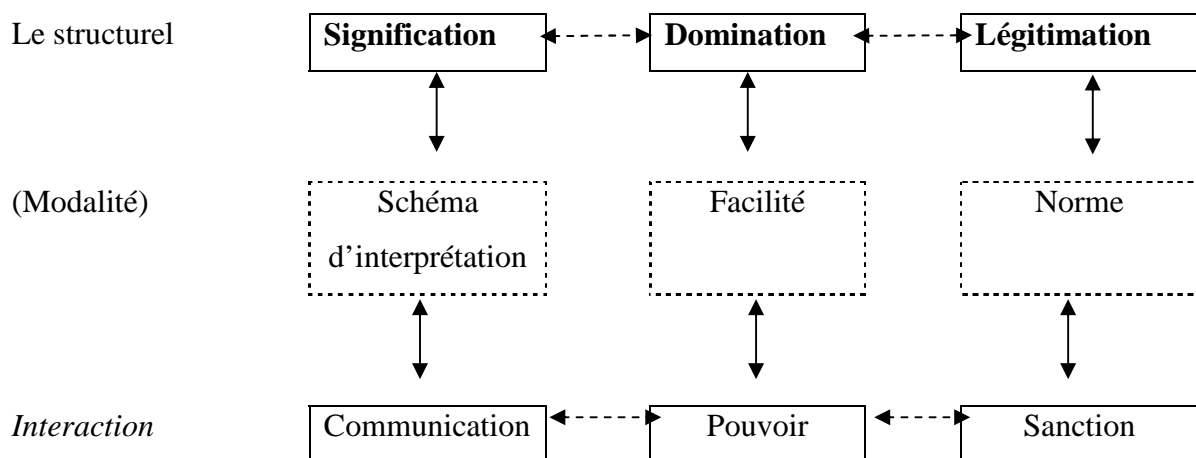 Le structurel Signification Domination Légitimation
(Modalité) Schéma Facilité Norme
d’interprétation
Interaction Communication Pouvoir Sanction